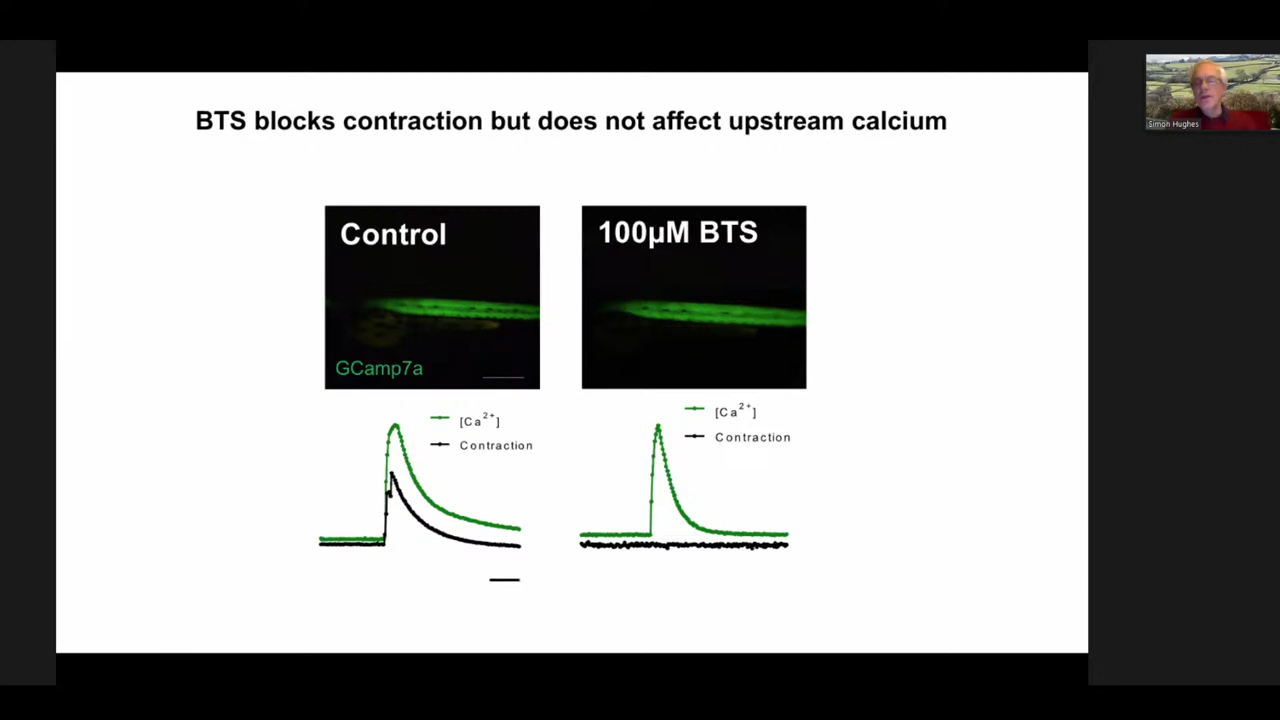 BTS blocks contraction but does not affect upstream calcium
Simon Hughes
Control
100µM BTS
GCamp7a
[Ca2+]
Contraction
[Ca2+]
Contraction